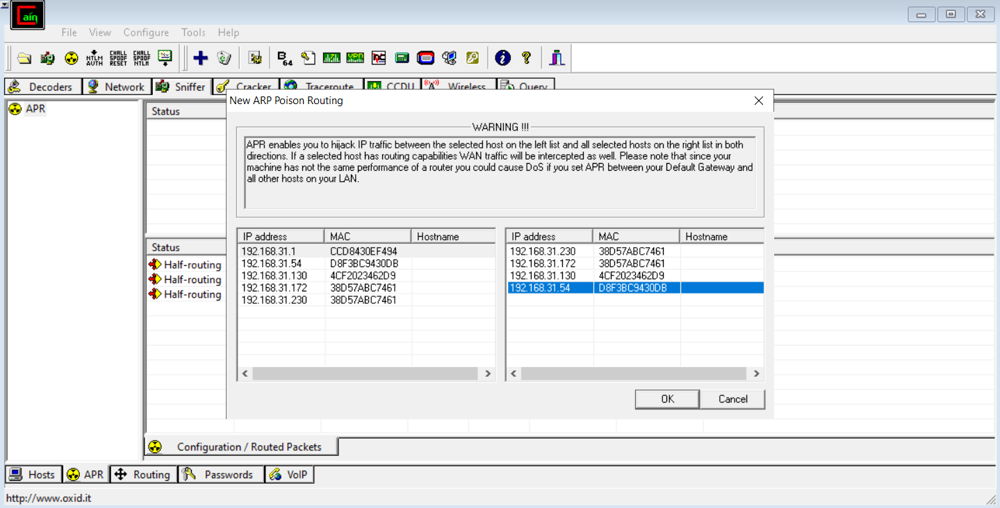 Cain
File View Configure Tools Help
NTLM AUTH CHALL SPOOF RESET CHALL SPOOF NTLM
B 64
Decoders Network Sniffer Cracker Traceroute CCDU Wireless Query
APR
Status
New ARP Poison Routing
WARNING !!!
APR enables you to hijack IP traffic between the selected host on the left list and all selected hosts on the right list in both
directions. If a selected host has routing capabilities WAN traffic will be intercepted as well. Please note that since your
machine has not the same performance of a router you could cause DoS if you set APR between your Default Gateway and
all other hosts on your LAN.
IP address MAC Hostname
192.168.31.1 CCD8430EF494
192.168.31.54 D8F3BC9430DB
192.168.31.130 4CF2023462D9
192.168.31.172 38D57ABC7461
192.168.31.230 38D57ABC7461
IP address MAC Hostname
192.168.31.230 38D57ABC7461
192.168.31.172 38D57ABC7461
192.168.31.130 4CF2023462D9
192.168.31.54 D8F3BC9430DB
OK Cancel
Status
Half-routing
Half-routing
Half-routing
Configuration / Routed Packets
Hosts APR Routing Passwords VoIP
http://www.oxid.it